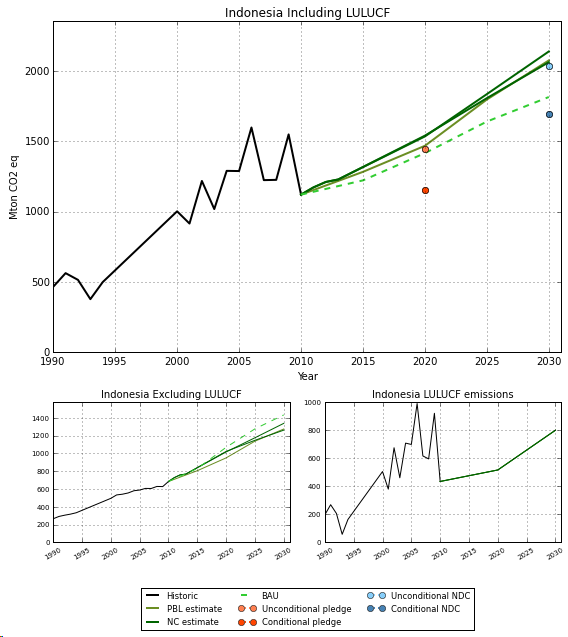 Indonesia Including LULUCF
2000
1500
1000
500
0
Mton CO2 eq
1990 1995 2000 2005 2010 2015 2020 2025 2030
Year
Indonesia Excluding LULUCF
1400
1200
1000
800
600
400
200
0
1990 1995 2000 2005 2010 2015 2020 2025 2030
Indonesia LULUCF emissions
1000
800
600
400
200
0
1990 1995 2000 2005 2010 2015 2020 2025 2030
Historic
PBL estimate
NC estimate
BAU
Unconditional pledge
Conditional pledge
Unconditional NDC
Conditional NDC